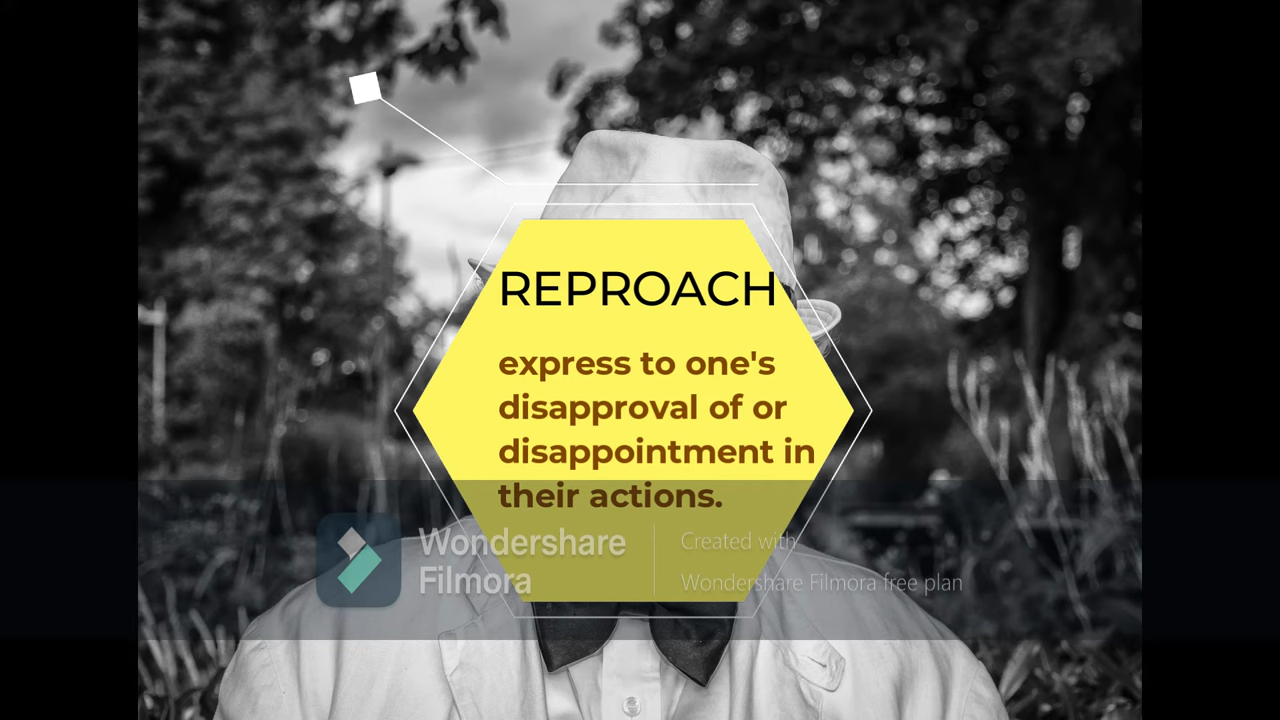 REPROACH
express to one's
disapproval of or
disappointment in
their actions.
Wondershare
Filmora
Created with
Wondershare Filmora free plan